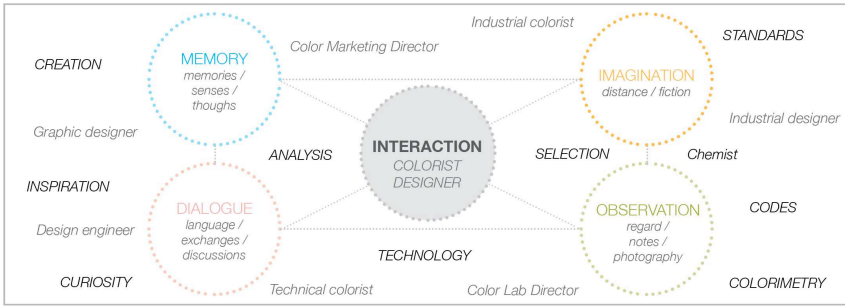 Industrial colorist
STANDARDS
Color Marketing Director
CREATION
MEMORY
memories /
senses /
thoughs
IMAGINATION
distance / fiction
Graphic designer
Industrial designer
ANALYSIS
INTERACTION
COLORIST
DESIGNER
SELECTION
Chemist
INSPIRATION
DIALOGUE
language /
exchanges /
discussions
OBSERVATION
regard /
notes /
photography
CODES
Design engineer
TECHNOLOGY
CURIOSITY
Technical colorist
Color Lab Director
COLORIMETRY